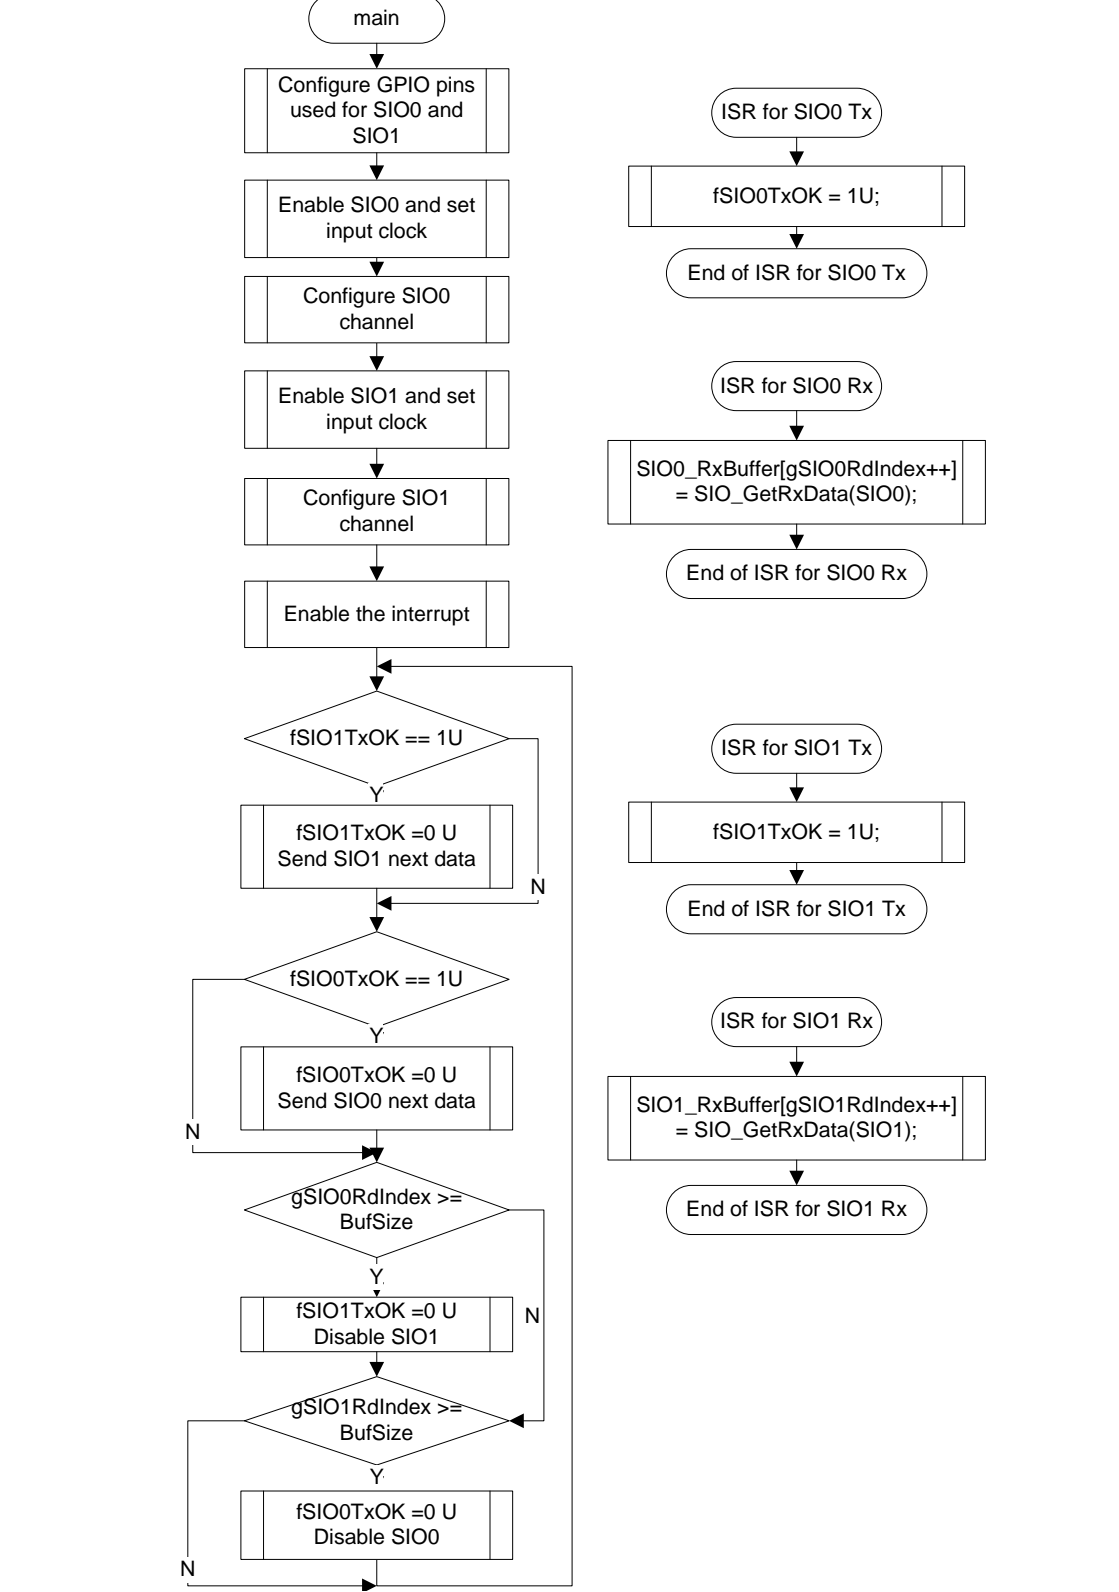 main
Configure GPIO pins
used for SIO0 and
SIO1
Enable SIO0 and set
input clock
Configure SIO0
channel
Enable SIO1 and set
input clock
Configure SIO1
channel
Enable the interrupt
fSIO1TxOK == 1U
Y
fSIO1TxOK =0 U
Send SIO1 next data
N
fSIO0TxOK == 1U
Y
fSIO0TxOK =0 U
Send SIO0 next data
N
gSIO0RdIndex >=
BufSize
Y
fSIO1TxOK =0 U
Disable SIO1
N
gSIO1RdIndex >=
BufSize
Y
fSIO0TxOK =0 U
Disable SIO0
N
ISR for SIO0 Tx
fSIO0TxOK = 1U;
End of ISR for SIO0 Tx
ISR for SIO0 Rx
SIO0_RxBuffer[gSIO0RdIndex++]
= SIO_GetRxData(SIO0);
End of ISR for SIO0 Rx
ISR for SIO1 Tx
fSIO1TxOK = 1U;
End of ISR for SIO1 Tx
ISR for SIO1 Rx
SIO1_RxBuffer[gSIO1RdIndex++]
= SIO_GetRxData(SIO1);
End of ISR for SIO1 Rx